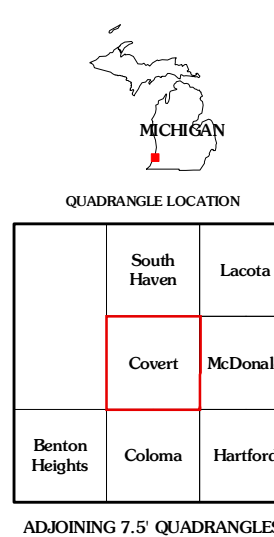 MICHIGAN
QUADRANGLE LOCATION
South
Haven
Lacota
Covert
McDonal
Benton
Heights
Coloma
Hartford
ADJOINING 7.5' QUADRANGLES